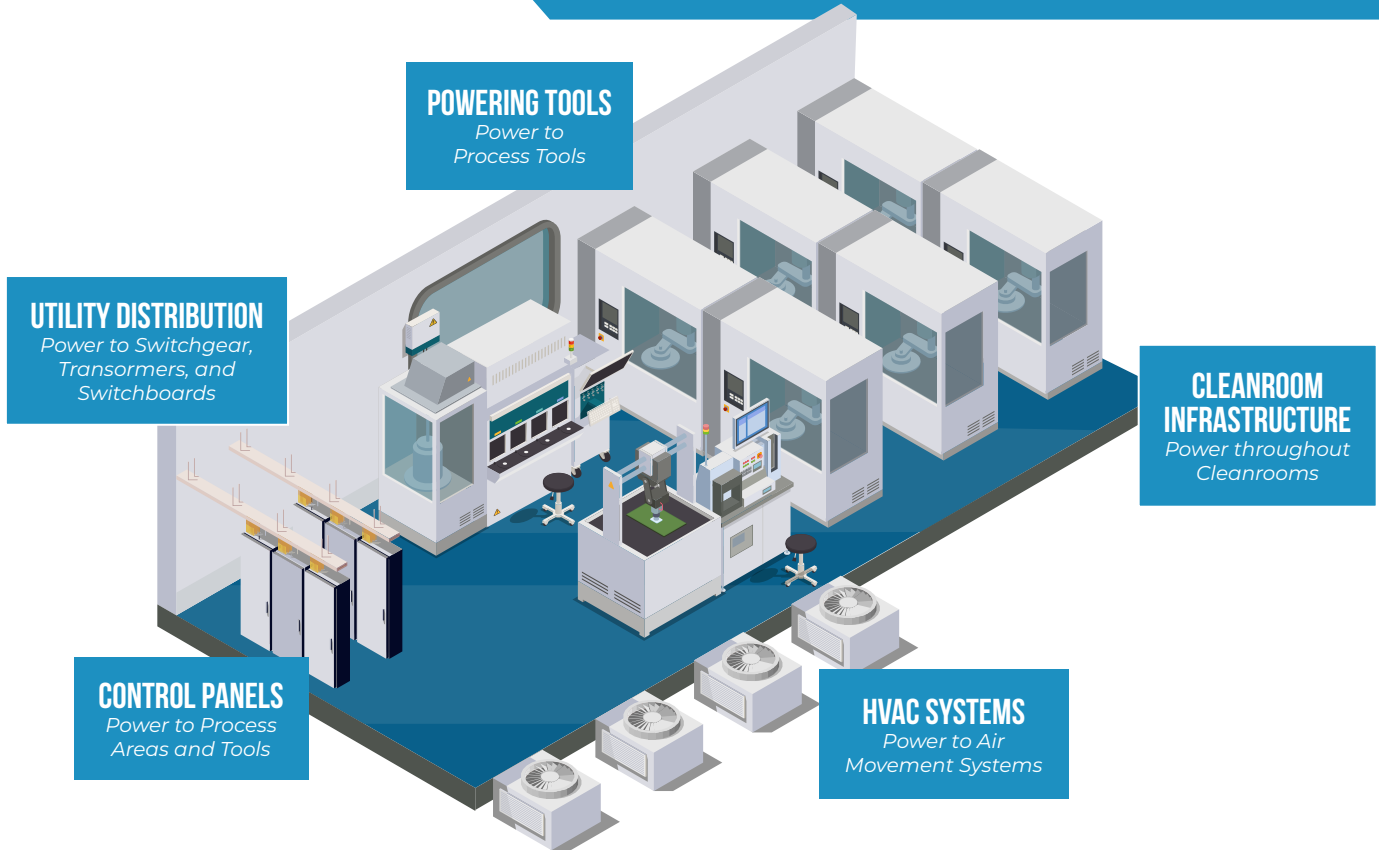 POWERING TOOLS
Power to
Process Tools
UTILITY DISTRIBUTION
Power to Switchgear,
Transormers, and
Switchboards
CLEANROOM
INFRASTRUCTURE
Power throughout
Cleanrooms
CONTROL PANELS
Power to Process
Areas and Tools
HVAC SYSTEMS
Power to Air
Movement Systems